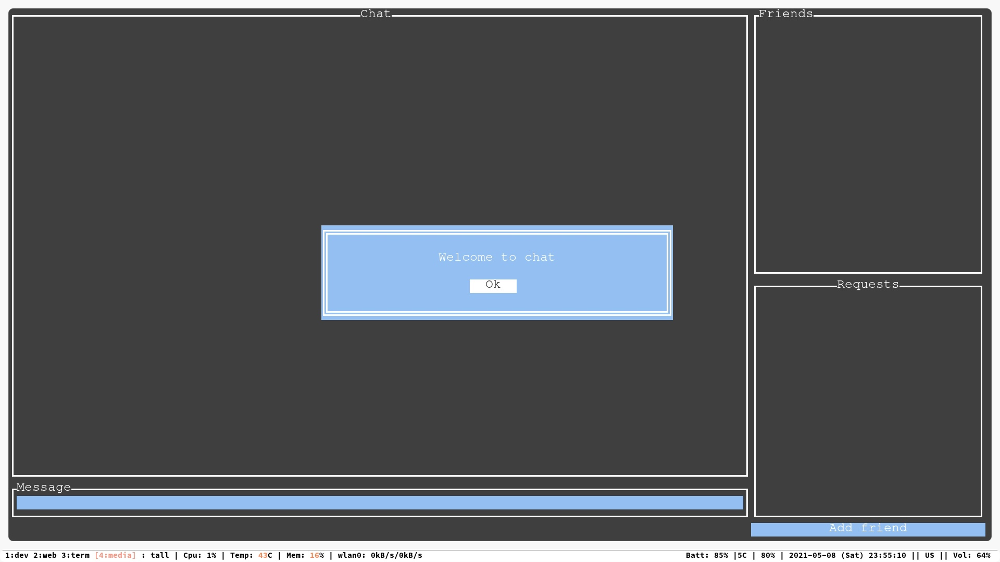 Chat
Friends
Welcome to chat
Ok
Requests
Message
Add friend
1:dev 2:web 3:term [4:media] : tall | Cpu: 1% | Temp: 43C | Mem: 16% | wlan0: 0kB/s/0kB/s
Batt: 85% |5C | 80% | 2021-05-08 (Sat) 23:55:10 || US || Vol: 64%